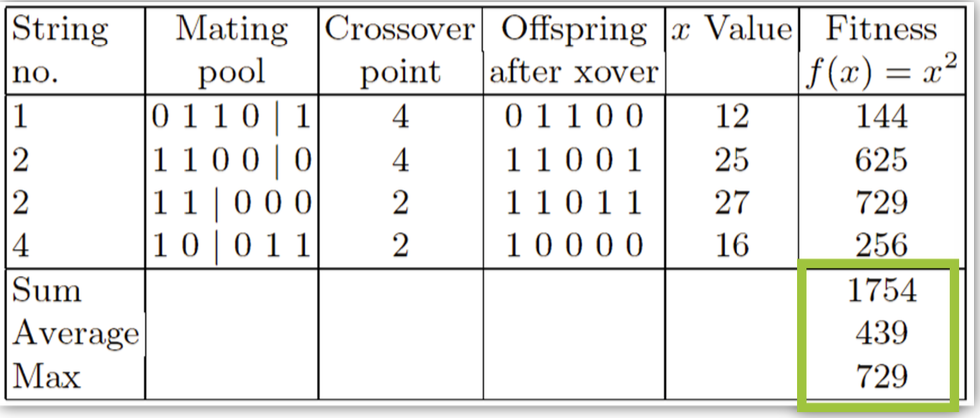 String no. | Mating pool | Crossover point | Offspring after xover | x Value | Fitness f(x) = x²
1 | 0 1 1 0 | 1 | 4 | 0 1 1 0 0 | 12 | 144
2 | 1 1 0 0 | 0 | 4 | 1 1 0 0 1 | 25 | 625
2 | 1 1 | 0 0 0 | 2 | 1 1 0 1 1 | 27 | 729
4 | 1 0 | 0 1 1 | 2 | 1 0 0 0 0 | 16 | 256
Sum 1754
Average 439
Max 729